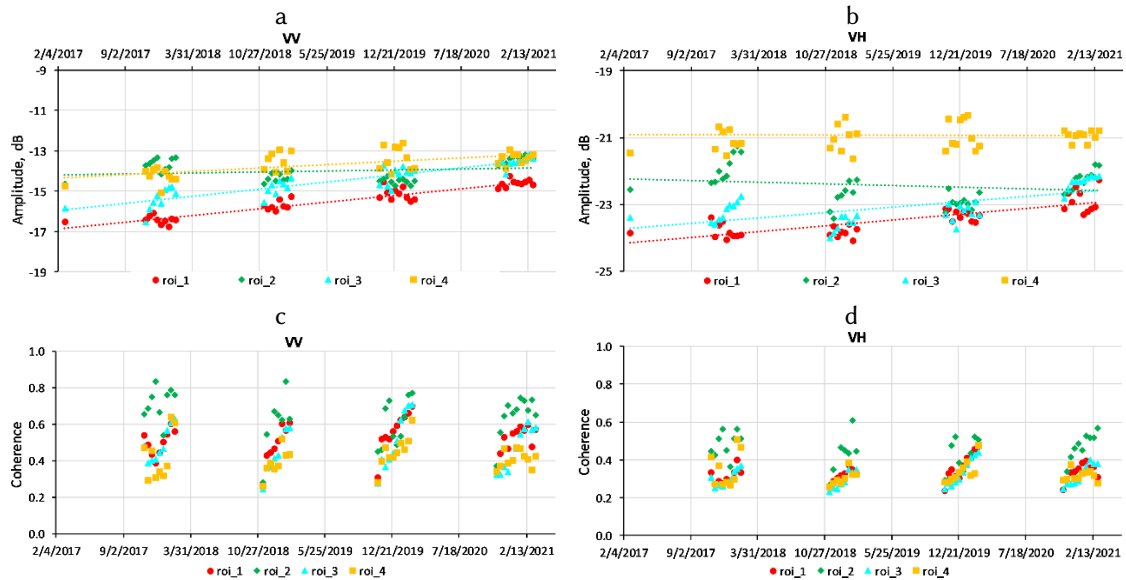 a
VV
2/4/2017 9/2/2017 3/31/2018 10/27/2018 5/25/2019 12/21/2019 7/18/2020 2/13/2021
-9
-11
-13
-15
-17
-19
Amplitude, dB
roi_1 roi_2 roi_3 roi_4
b
VH
2/4/2017 9/2/2017 3/31/2018 10/27/2018 5/25/2019 12/21/2019 7/18/2020 2/13/2021
-19
-21
-23
-25
Amplitude, dB
roi_1 roi_2 roi_3 roi_4
c
VV
1.0
0.8
0.6
0.4
0.2
0.0
Coherence
2/4/2017 9/2/2017 3/31/2018 10/27/2018 5/25/2019 12/21/2019 7/18/2020 2/13/2021
roi_1 roi_2 roi_3 roi_4
d
VH
1.0
0.8
0.6
0.4
0.2
0.0
Coherence
2/4/2017 9/2/2017 3/31/2018 10/27/2018 5/25/2019 12/21/2019 7/18/2020 2/13/2021
roi_1 roi_2 roi_3 roi_4